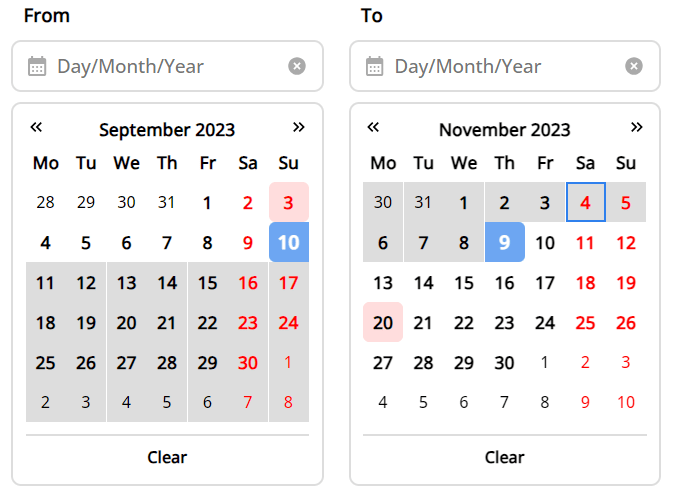 From
Day/Month/Year
September 2023
Mo Tu We Th Fr Sa Su
28 29 30 31 1 2 3
4 5 6 7 8 9 10
11 12 13 14 15 16 17
18 19 20 21 22 23 24
25 26 27 28 29 30 1
2 3 4 5 6 7 8
Clear
To
Day/Month/Year
November 2023
Mo Tu We Th Fr Sa Su
30 31 1 2 3 4 5
6 7 8 9 10 11 12
13 14 15 16 17 18 19
20 21 22 23 24 25 26
27 28 29 30 1 2 3
4 5 6 7 8 9 10
Clear